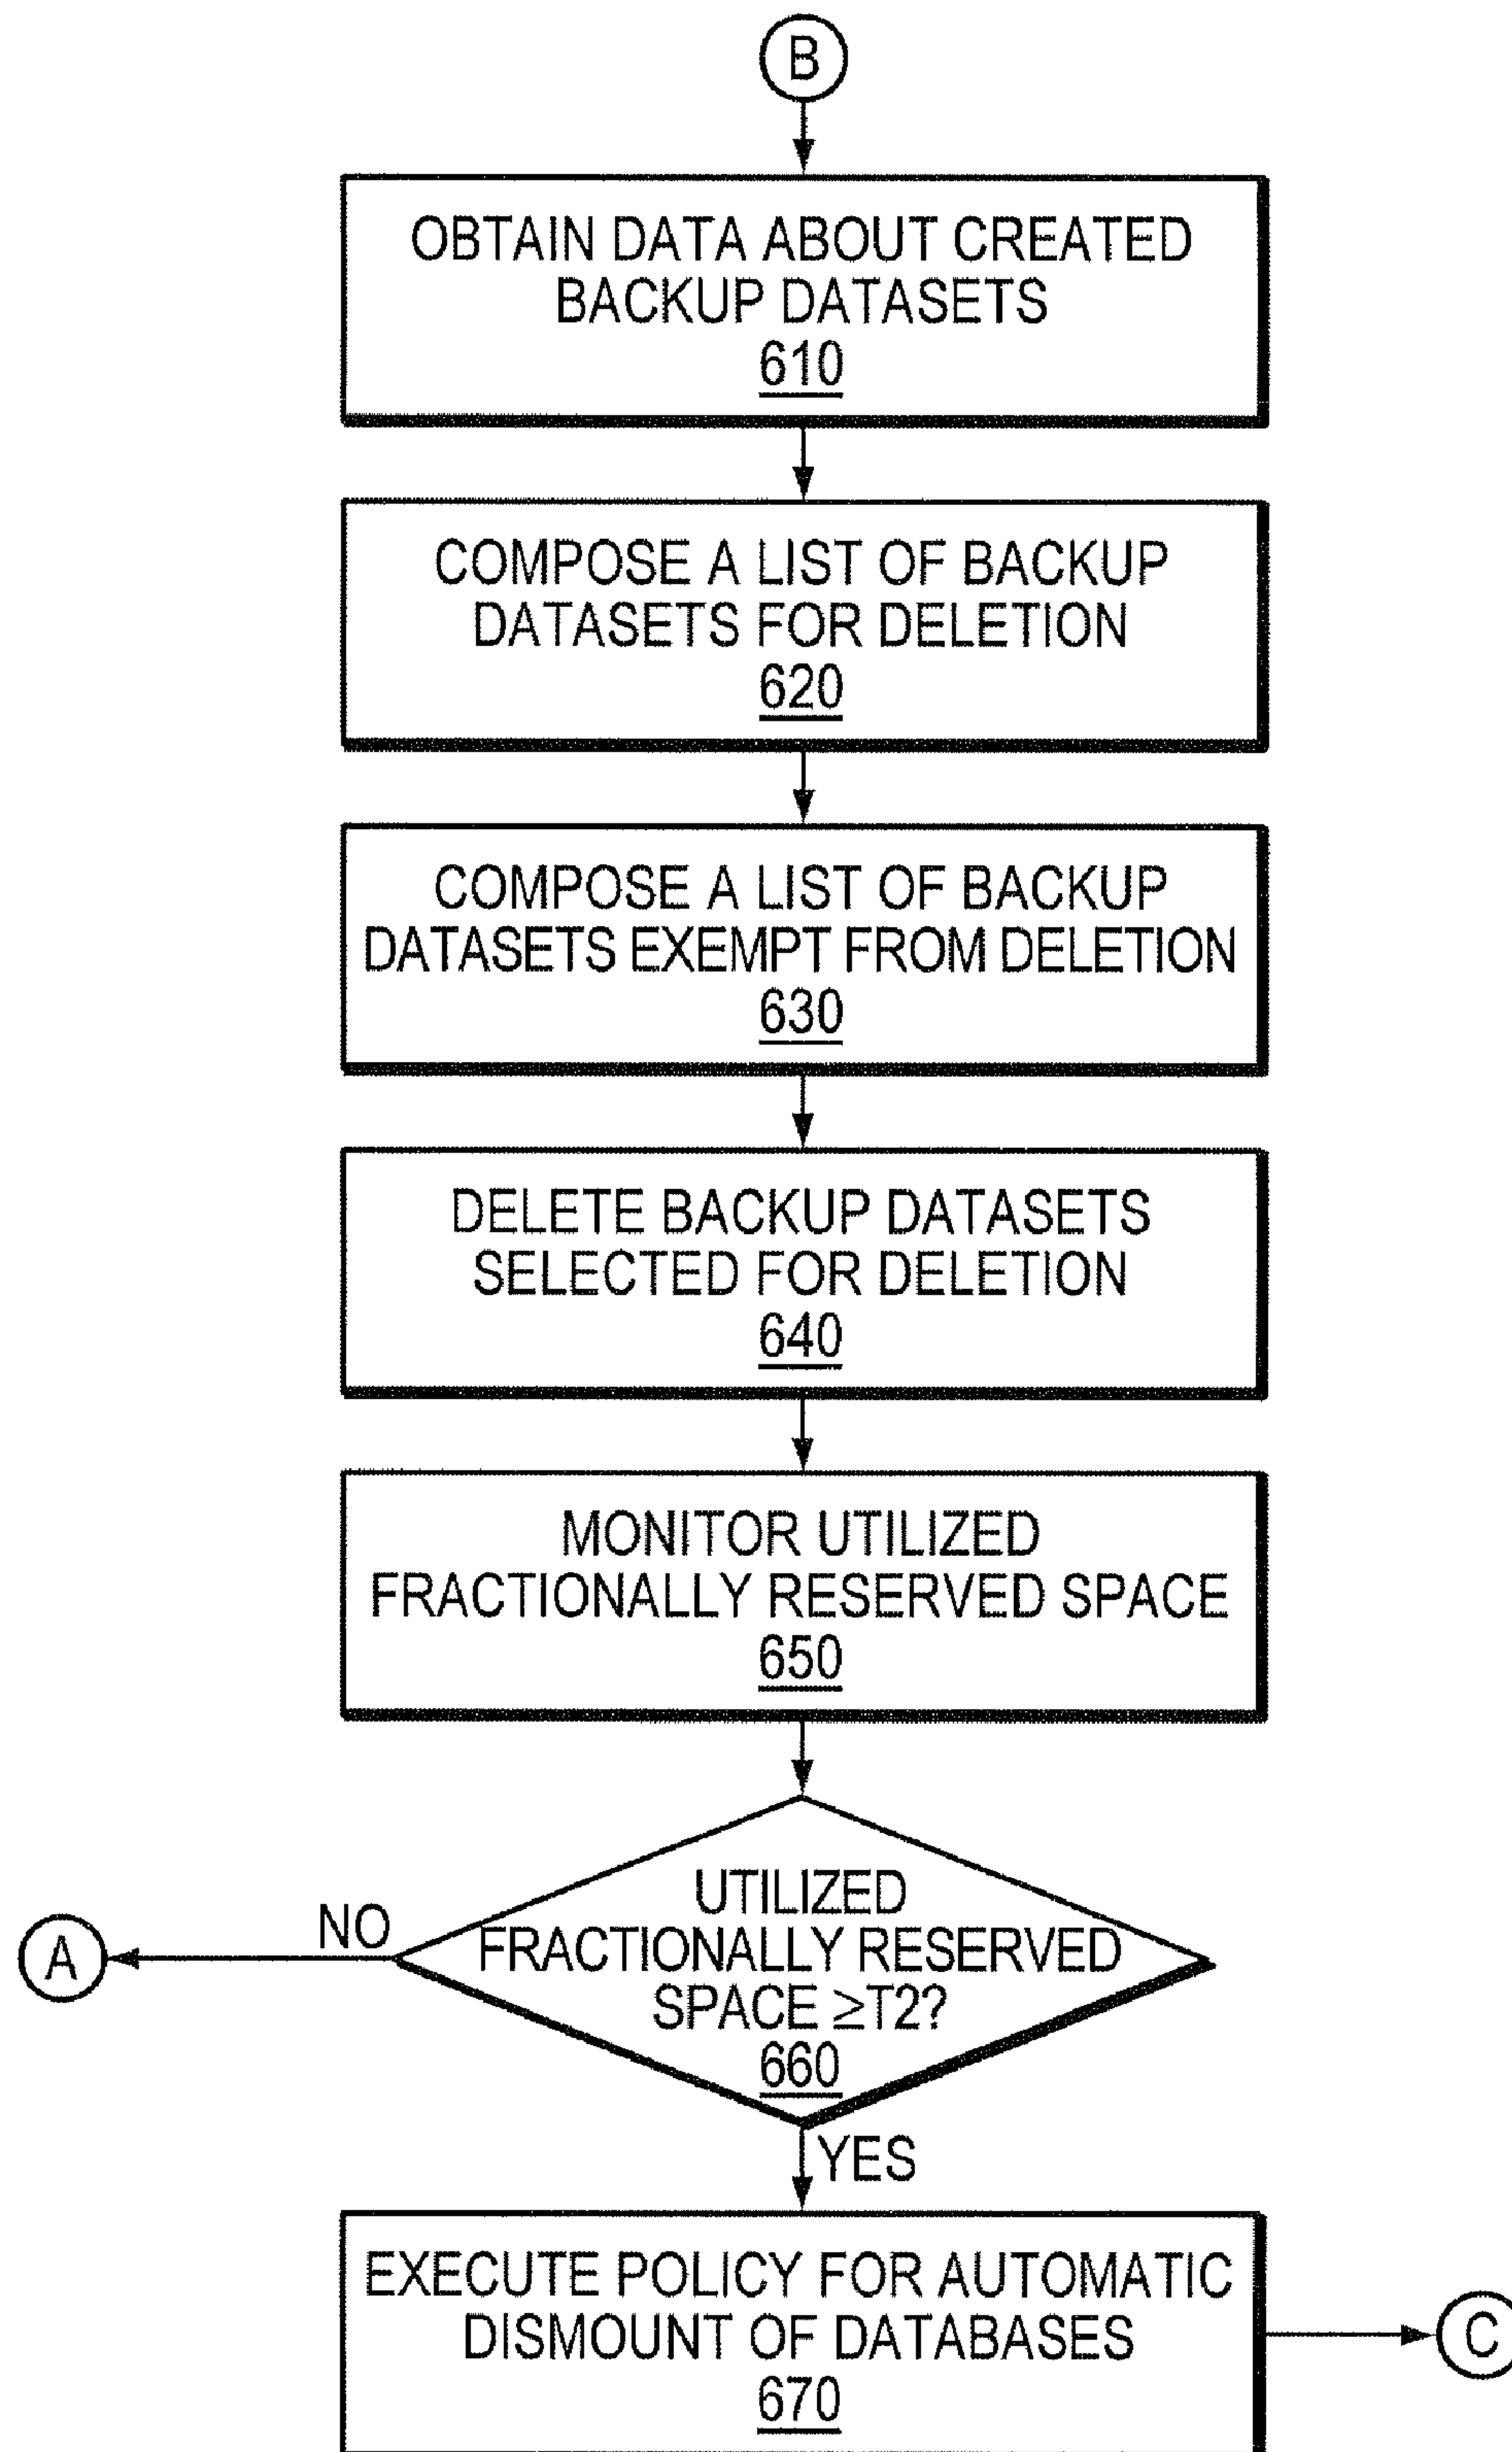 B
OBTAIN DATA ABOUT CREATED
BACKUP DATASETS
610
COMPOSE A LIST OF BACKUP
DATASETS FOR DELETION
620
COMPOSE A LIST OF BACKUP
DATASETS EXEMPT FROM DELETION
630
DELETE BACKUP DATASETS
SELECTED FOR DELETION
640
MONITOR UTILIZED
FRACTIONALLY RESERVED SPACE
650
UTILIZED
FRACTIONALLY RESERVED
SPACE ≥T2?
660
NO
A
YES
EXECUTE POLICY FOR AUTOMATIC
DISMOUNT OF DATABASES
670
C